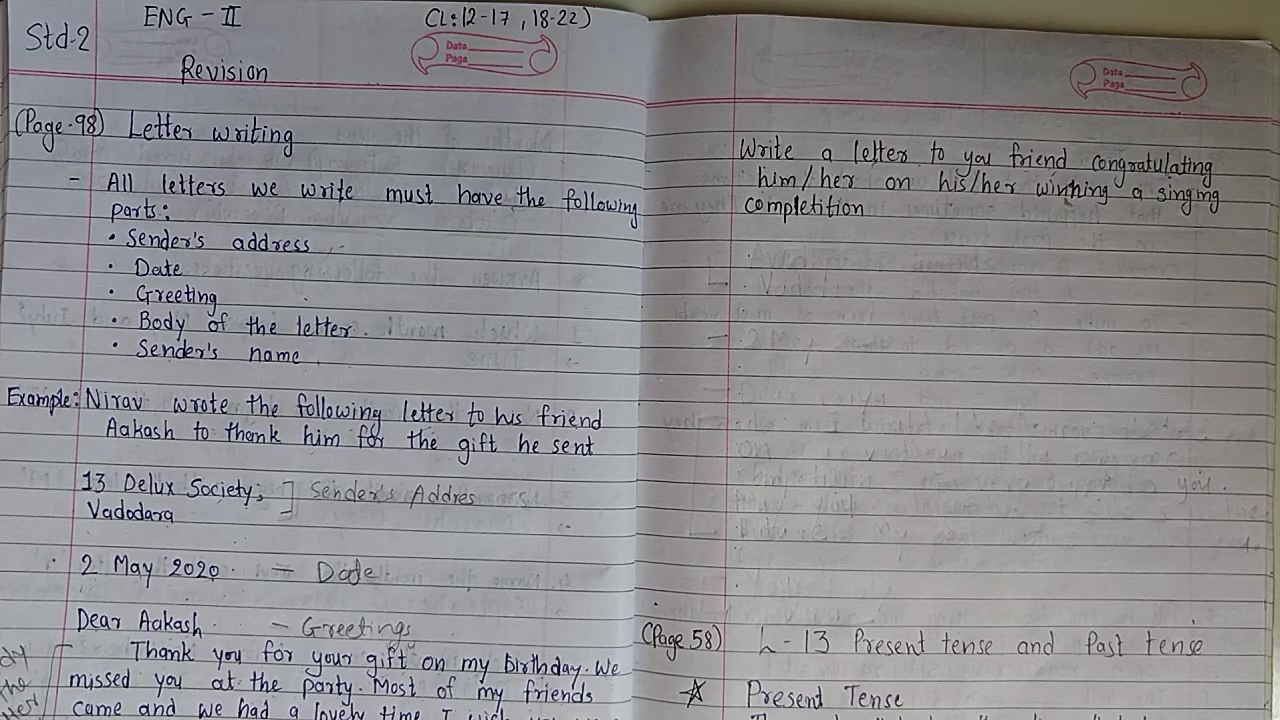 Std-2
ENG - II
CL:12-17, 18-22)
Date
Page
Revision
(Page-98) Letter writing
- All letters we write must have the following
parts:
• Sender's address
• Date
• Greeting
• Body of the letter.
• Sender's name
Example: Nirav wrote the following letter to his friend
Aakash to thank him for the gift he sent
13 Delux Society, ] Sender's Addres
Vadodara
2 May 2020 - Date
Dear Aakash - Greetings
Thank you for your gift on my birthday. We
missed you at the party. Most of my friends
came and we had a lovely time I wish
Date
Page
Write a letter to you friend congratulating
him/her on his/her winning a singing
completition
(Page 58) L-13 Present tense and Past tense
☆ Present Tense